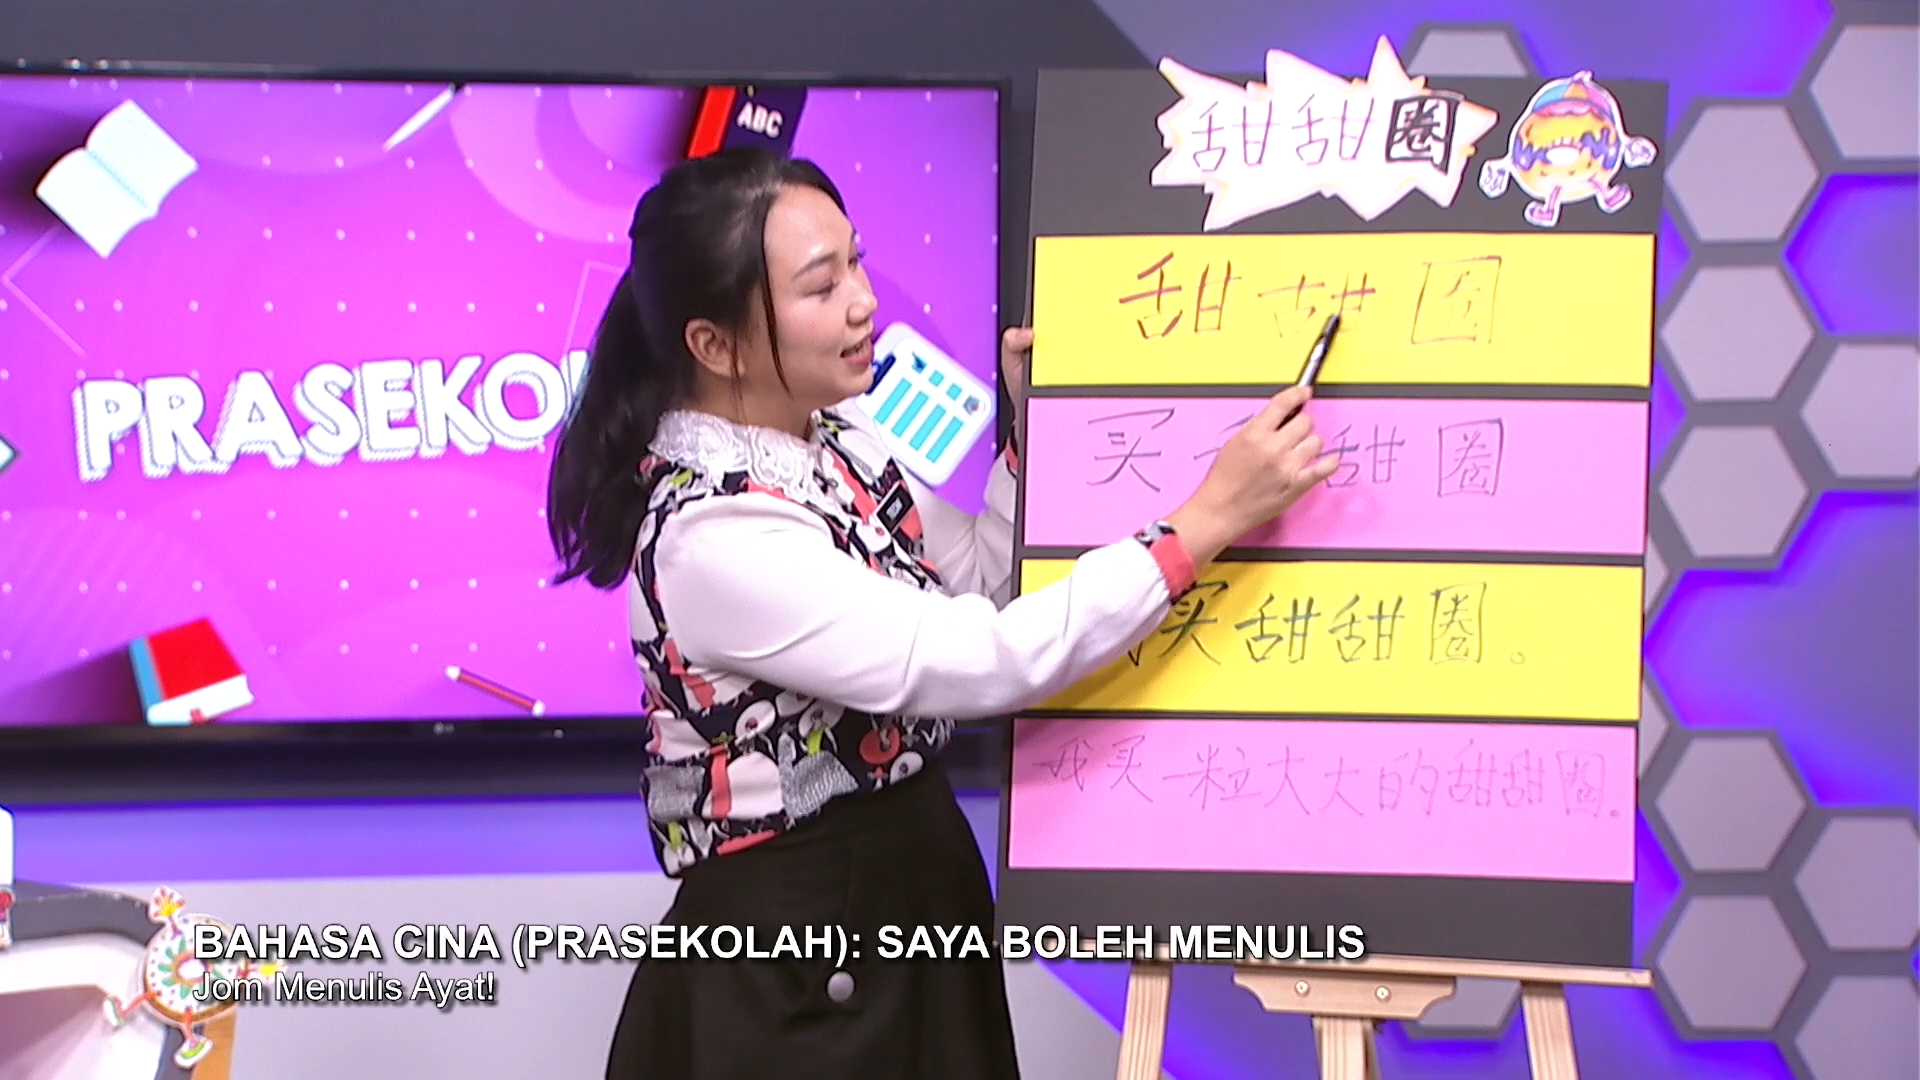 ABC
PRASEKOL
甜甜圈
甜甜圈
买 甜圈
买甜甜圈。
我买一粒大大的甜甜圈。
BAHASA CINA (PRASEKOLAH): SAYA BOLEH MENULIS
Jom Menulis Ayat!